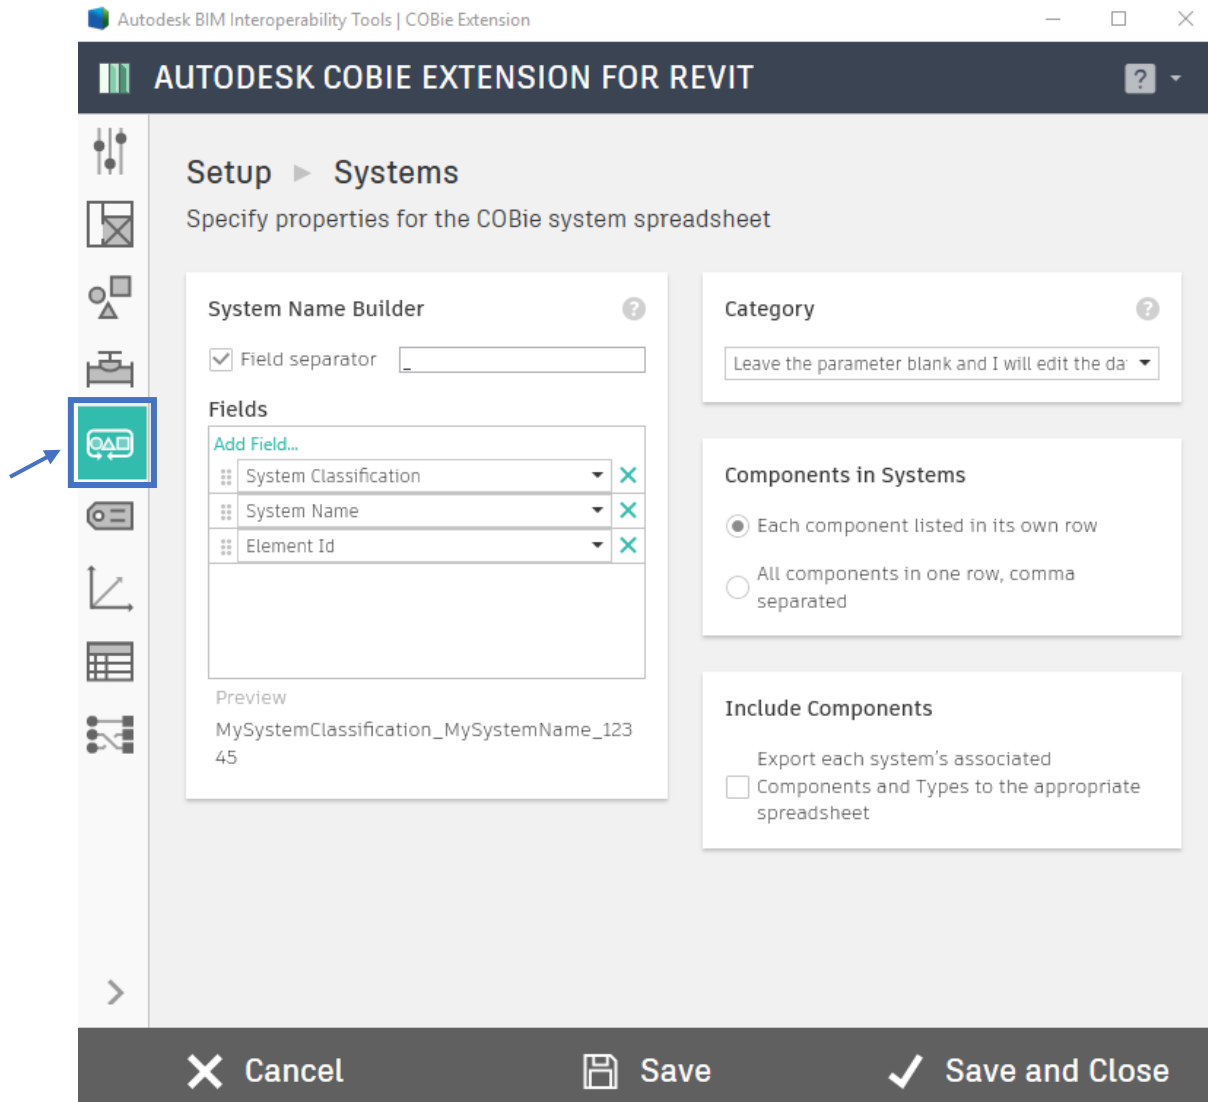 Autodesk BIM Interoperability Tools | COBie Extension
AUTODESK COBIE EXTENSION FOR REVIT
?
Setup
Systems
Specify properties for the COBie system spreadsheet
System Name Builder
?
Field separator
_
Fields
Add Field...
System Classification
System Name
Element Id
Preview
MySystemClassification_MySystemName_123
45
Category
?
Leave the parameter blank and I will edit the da
Components in Systems
Each component listed in its own row
All components in one row, comma
separated
Include Components
Export each system's associated
Components and Types to the appropriate
spreadsheet
Cancel
Save
Save and Close